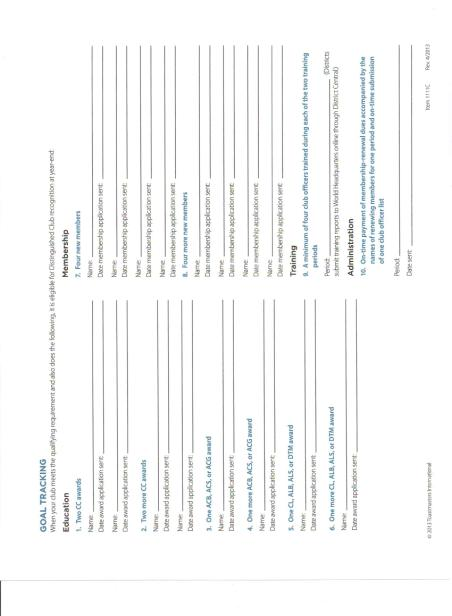 GOAL TRACKING
When your club meets the qualifying requirement and also does the following, it is eligible for Distinguished Club recognition at year-end:
Education
1. Two CC awards
Name:
Date award application sent:
Name:
Date award application sent:
2. Two more CC awards
Name:
Date award application sent:
Name:
Date award application sent:
3. One ACB, ACS, or ACG award
Name:
Date award application sent:
4. One more ACB, ACS, or ACG award
Name:
Date award application sent:
5. One CL, ALB, ALS, or DTM award
Name:
Date award application sent:
6. One more CL, ALB, ALS, or DTM award
Name:
Date award application sent:
Membership
7. Four new members
Name:
Date membership application sent:
Name:
Date membership application sent:
Name:
Date membership application sent:
Name:
Date membership application sent:
8. Four more new members
Name:
Date membership application sent:
Name:
Date membership application sent:
Name:
Date membership application sent:
Name:
Date membership application sent:
Training
9. A minimum of four club officers trained during each of the two training
periods
Period: (Districts
submit training reports to World Headquarters online through District Central)
Administration
10. On-time payment of membership-renewal dues accompanied by the
names of renewing members for one period and on-time submission
of one club officer list
Period:
Date sent:
© 2013 Toastmasters International
Item 1111C Rev. 4/2013